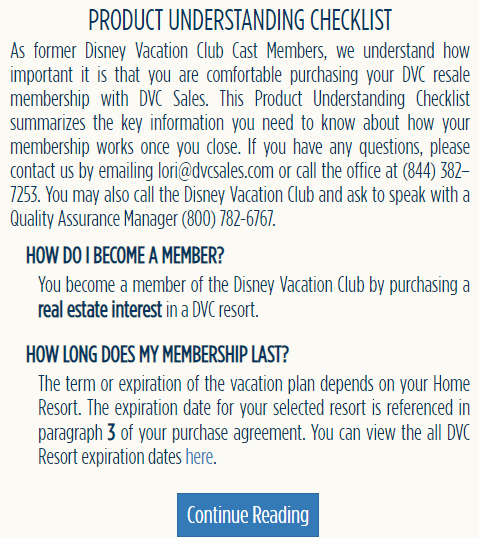 PRODUCT UNDERSTANDING CHECKLIST
As former Disney Vacation Club Cast Members, we understand how
important it is that you are comfortable purchasing your DVC resale
membership with DVC Sales. This Product Understanding Checklist
summarizes the key information you need to know about how your
membership works once you close. If you have any questions, please
contact us by emailing lori@dvcsales.com or call the office at (844) 382–
7253. You may also call the Disney Vacation Club and ask to speak with a
Quality Assurance Manager (800) 782-6767.
HOW DO I BECOME A MEMBER?
You become a member of the Disney Vacation Club by purchasing a
real estate interest in a DVC resort.
HOW LONG DOES MY MEMBERSHIP LAST?
The term or expiration of the vacation plan depends on your Home
Resort. The expiration date for your selected resort is referenced in
paragraph 3 of your purchase agreement. You can view the all DVC
Resort expiration dates here.
Continue Reading